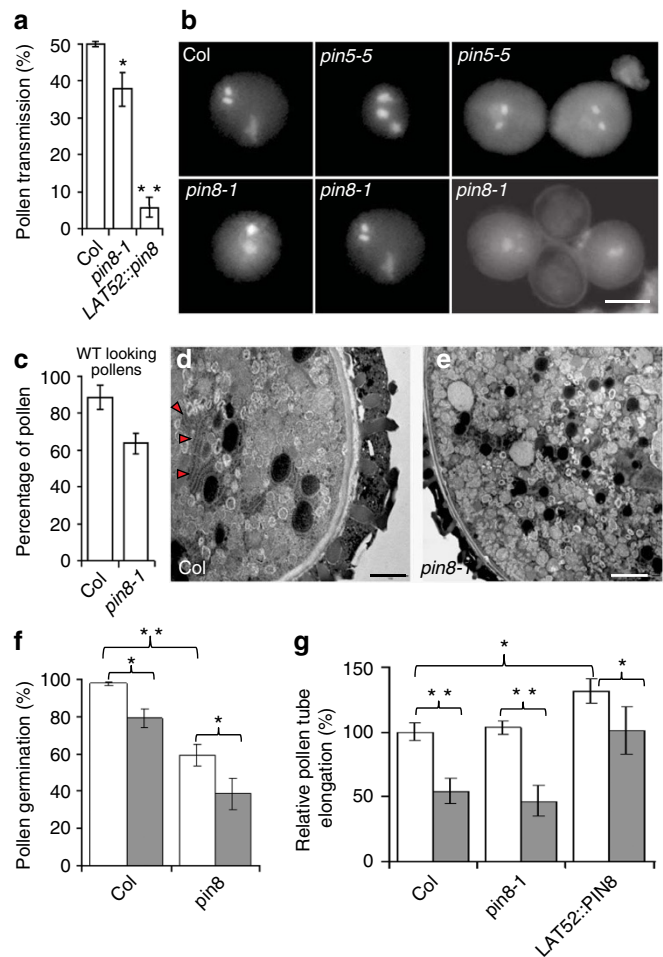 a
Pollen transmission (%)
50
40
30
20
10
0
*
* *
Col
pin8-1
LAT52::pin8
b
Col
pin5-5
pin5-5
pin8-1
pin8-1
pin8-1
c
WT looking
pollens
Percentage of pollen
100
80
60
40
20
0
Col
pin8-1
d
Col
e
pin8-1
f
Pollen germination (%)
100
80
60
40
20
0
* *
*
*
Col
pin8
g
Relative pollen tube
elongation (%)
150
100
50
0
*
* *
* *
*
Col
pin8-1
LAT52::PIN8